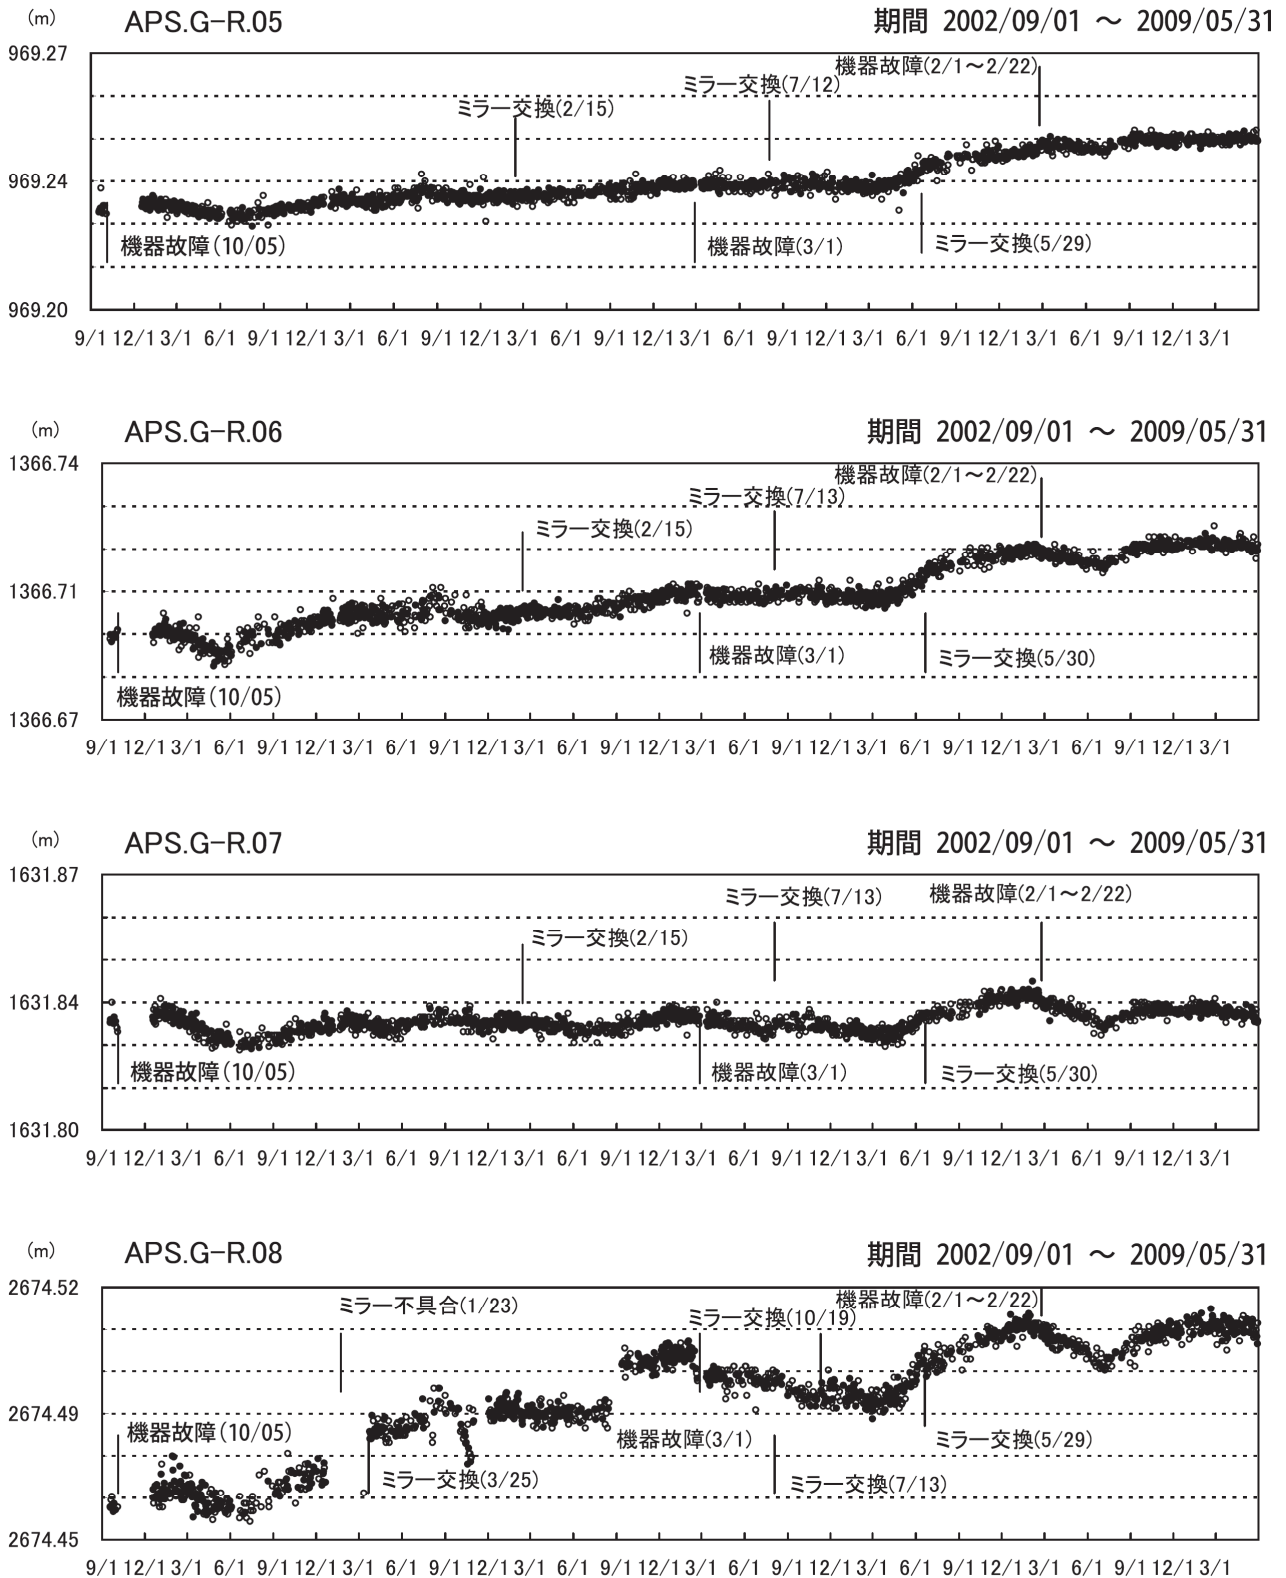 (m) APS.G-R.05 期間 2002/09/01 ～ 2009/05/31
969.27
機器故障(2/1～2/22)
ミラー交換(7/12)
ミラー交換(2/15)
969.24
機器故障(10/05) 機器故障(3/1) ミラー交換(5/29)
969.20
9/1 12/1 3/1 6/1 9/1 12/1 3/1 6/1 9/1 12/1 3/1 6/1 9/1 12/1 3/1 6/1 9/1 12/1 3/1 6/1 9/1 12/1 3/1 6/1 9/1 12/1 3/1
(m) APS.G-R.06 期間 2002/09/01 ～ 2009/05/31
1366.74
機器故障(2/1～2/22)
ミラー交換(7/13)
ミラー交換(2/15)
1366.71
機器故障(3/1) ミラー交換(5/30)
機器故障(10/05)
1366.67
9/1 12/1 3/1 6/1 9/1 12/1 3/1 6/1 9/1 12/1 3/1 6/1 9/1 12/1 3/1 6/1 9/1 12/1 3/1 6/1 9/1 12/1 3/1 6/1 9/1 12/1 3/1
(m) APS.G-R.07 期間 2002/09/01 ～ 2009/05/31
1631.87
ミラー交換(7/13) 機器故障(2/1～2/22)
ミラー交換(2/15)
1631.84
機器故障(10/05) 機器故障(3/1) ミラー交換(5/30)
1631.80
9/1 12/1 3/1 6/1 9/1 12/1 3/1 6/1 9/1 12/1 3/1 6/1 9/1 12/1 3/1 6/1 9/1 12/1 3/1 6/1 9/1 12/1 3/1 6/1 9/1 12/1 3/1
(m) APS.G-R.08 期間 2002/09/01 ～ 2009/05/31
2674.52
ミラー不具合(1/23) 機器故障(2/1～2/22)
ミラー交換(10/19)
2674.49
機器故障(10/05) 機器故障(3/1) ミラー交換(5/29)
ミラー交換(3/25) ミラー交換(7/13)
2674.45
9/1 12/1 3/1 6/1 9/1 12/1 3/1 6/1 9/1 12/1 3/1 6/1 9/1 12/1 3/1 6/1 9/1 12/1 3/1 6/1 9/1 12/1 3/1 6/1 9/1 12/1 3/1